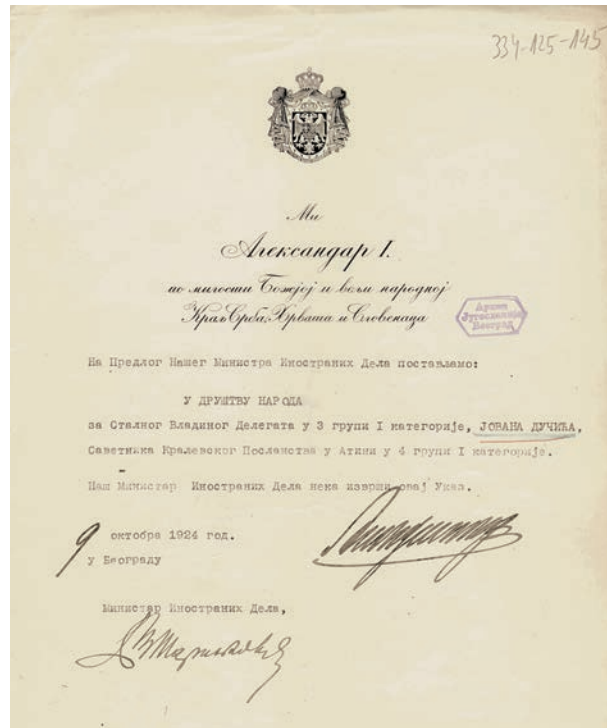 334-125-145
Ми
Александар I.
по милости Божјој и вољи народној
Краљ Срба, Хрвата и Словенаца
Архив
Југославије
Београд
На Предлог Нашег Министра Иностраних Дела постављамо:
У ДРУШТВУ НАРОДА
за Сталног Владиног Делегата у 3 групи I категорије, ЈОВАНА ДУЧИЋА,
Саветника Кралевског Посланства у Атини у 4 групи I категорије.
Наш Министар Иностраних Дела нека изврши овај Указ.
9 октобра 1924 год.
у Београду
Министар Иностраних Дела,